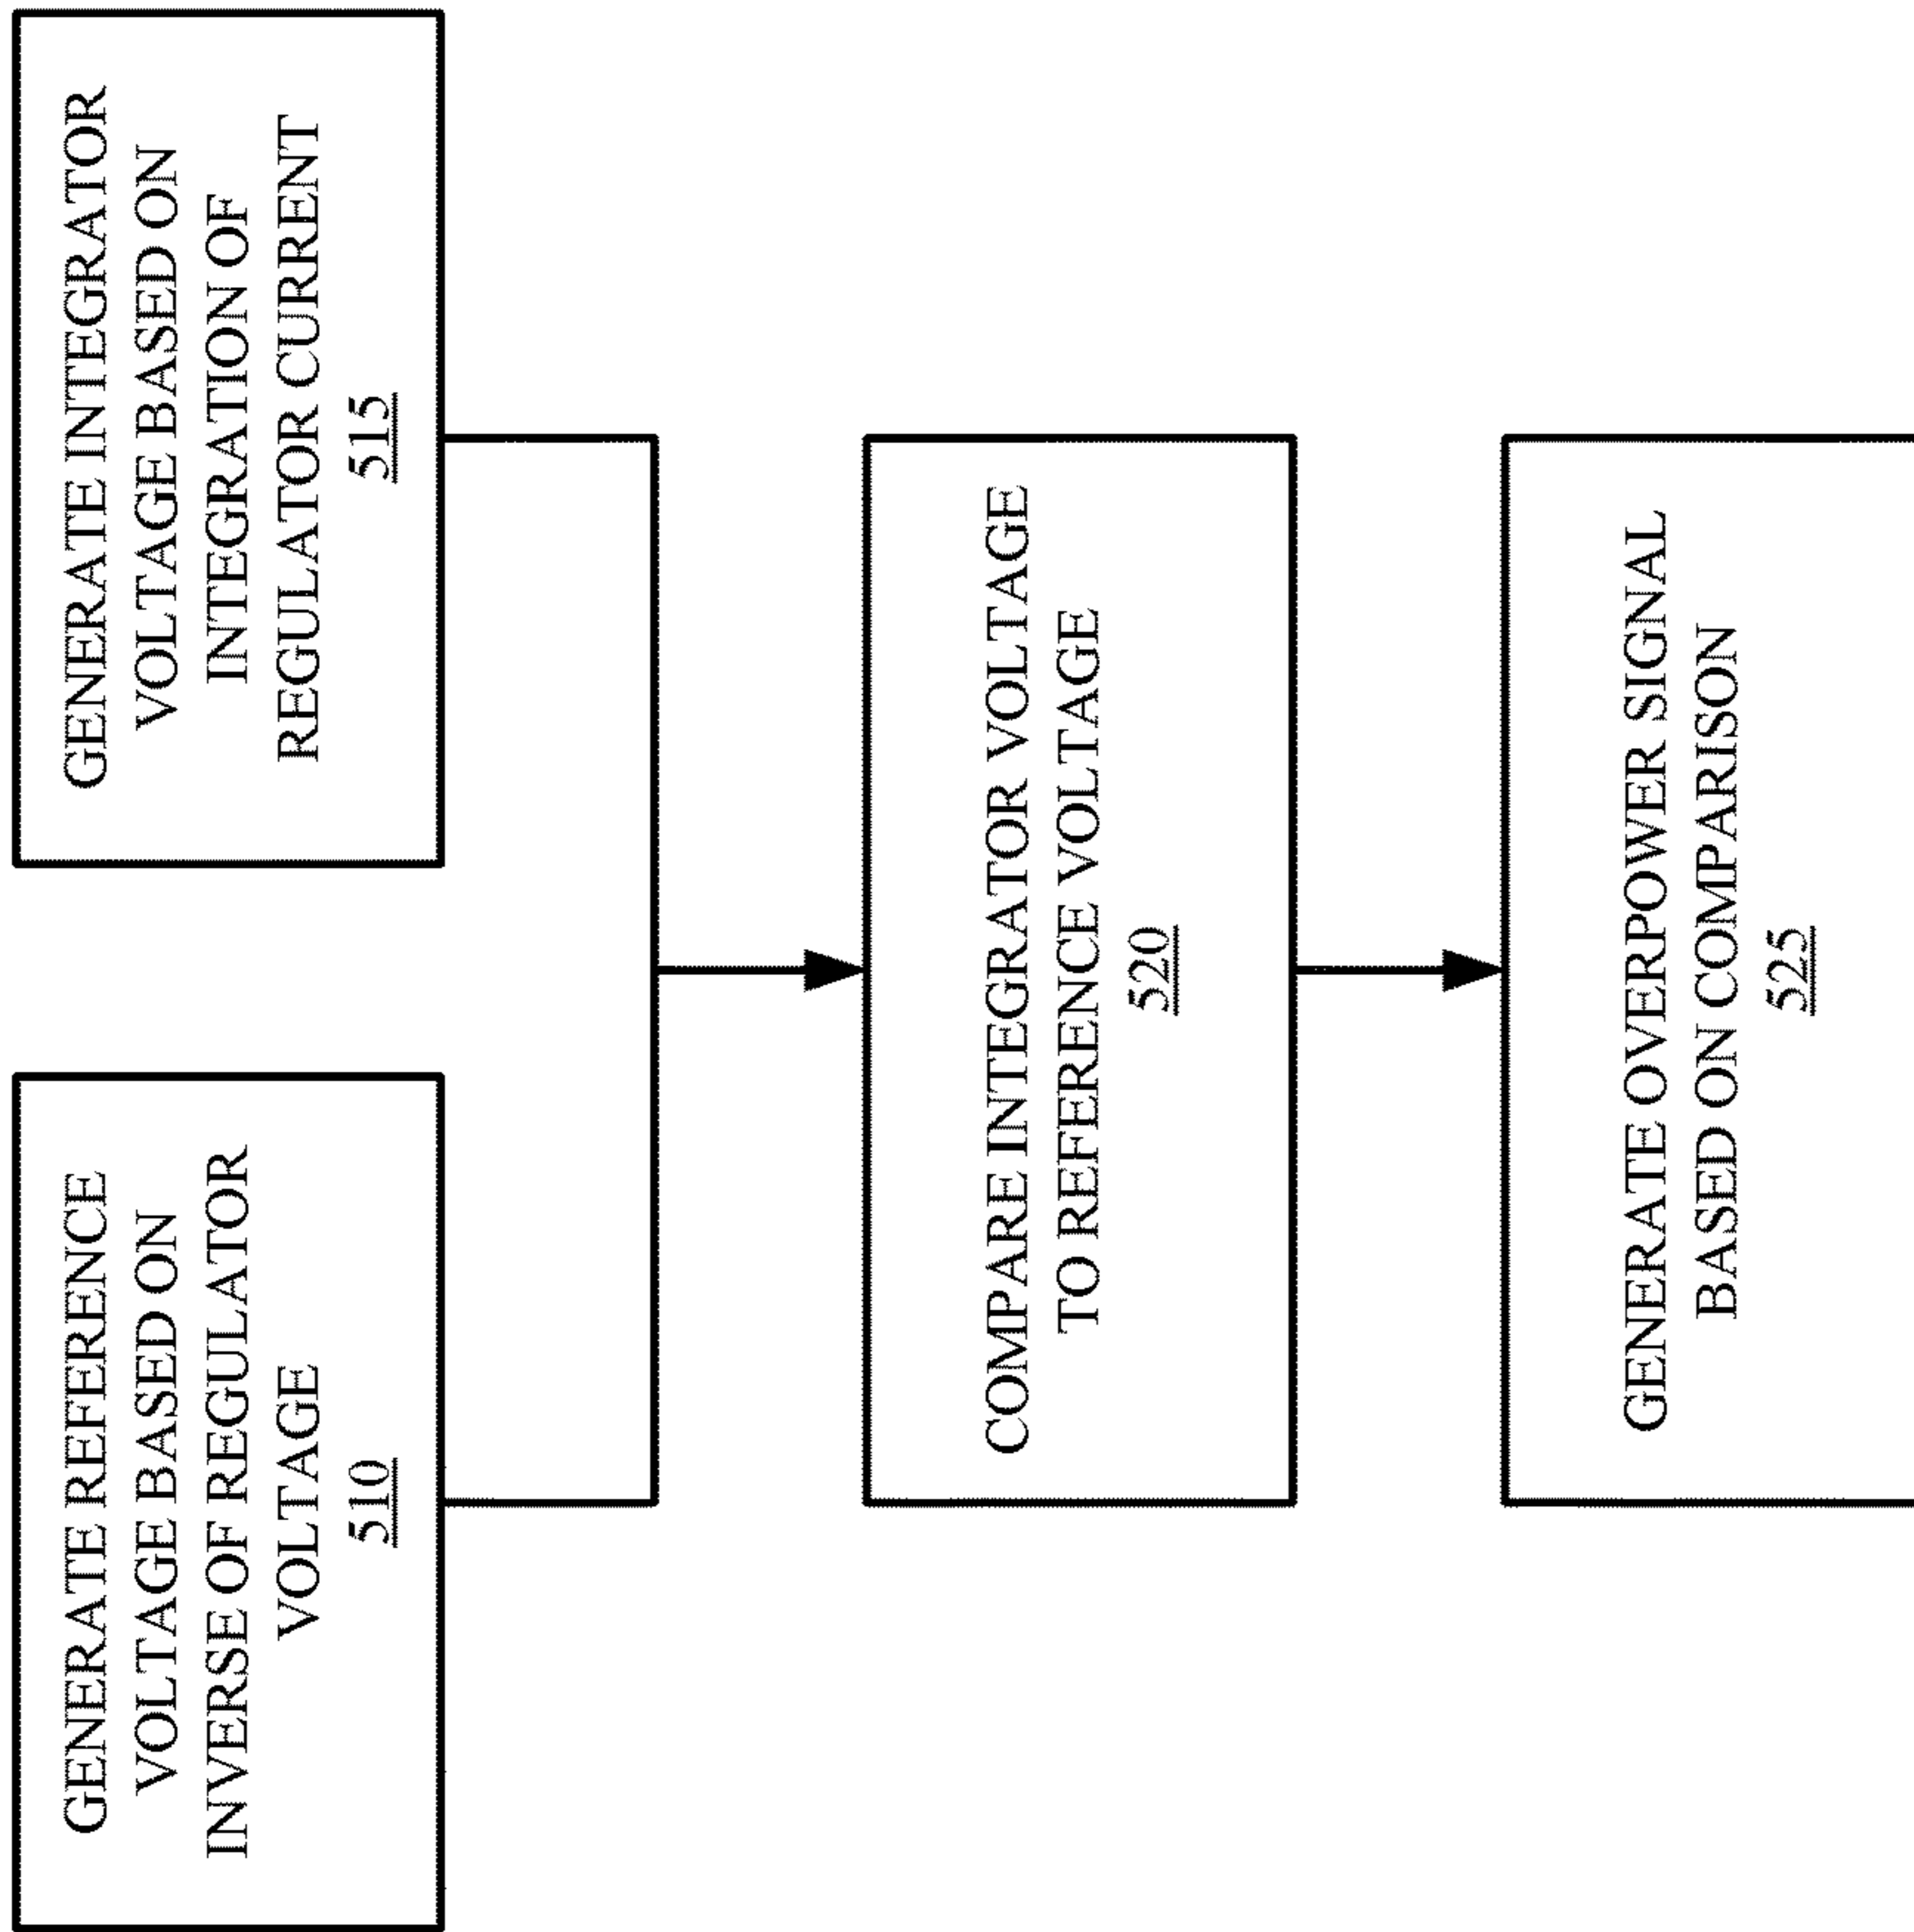 GENERATE REFERENCE
VOLTAGE BASED ON
INVERSE OF REGULATOR
VOLTAGE
510
GENERATE INTEGRATOR
VOLTAGE BASED ON
INTEGRATION OF
REGULATOR CURRENT
515
COMPARE INTEGRATOR VOLTAGE
TO REFERENCE VOLTAGE
520
GENERATE OVERPOWER SIGNAL
BASED ON COMPARISON
525